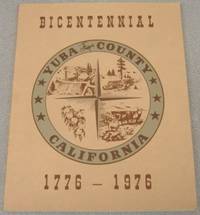 BICENTENNIAL
YUBA COUNTY
CALIFORNIA
1776 – 1976